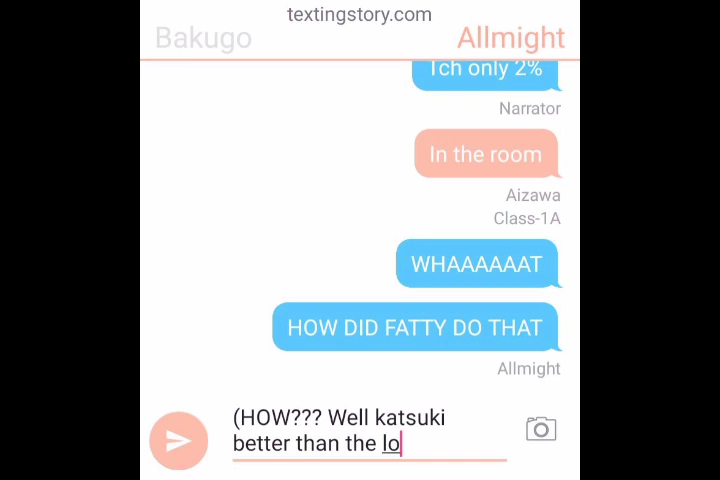 textingstory.com
Bakugo
Allmight
Tch only 2%
Narrator
In the room
Aizawa
Class-1A
WHAAAAAAT
HOW DID FATTY DO THAT
Allmight
(HOW??? Well katsuki
better than the lo